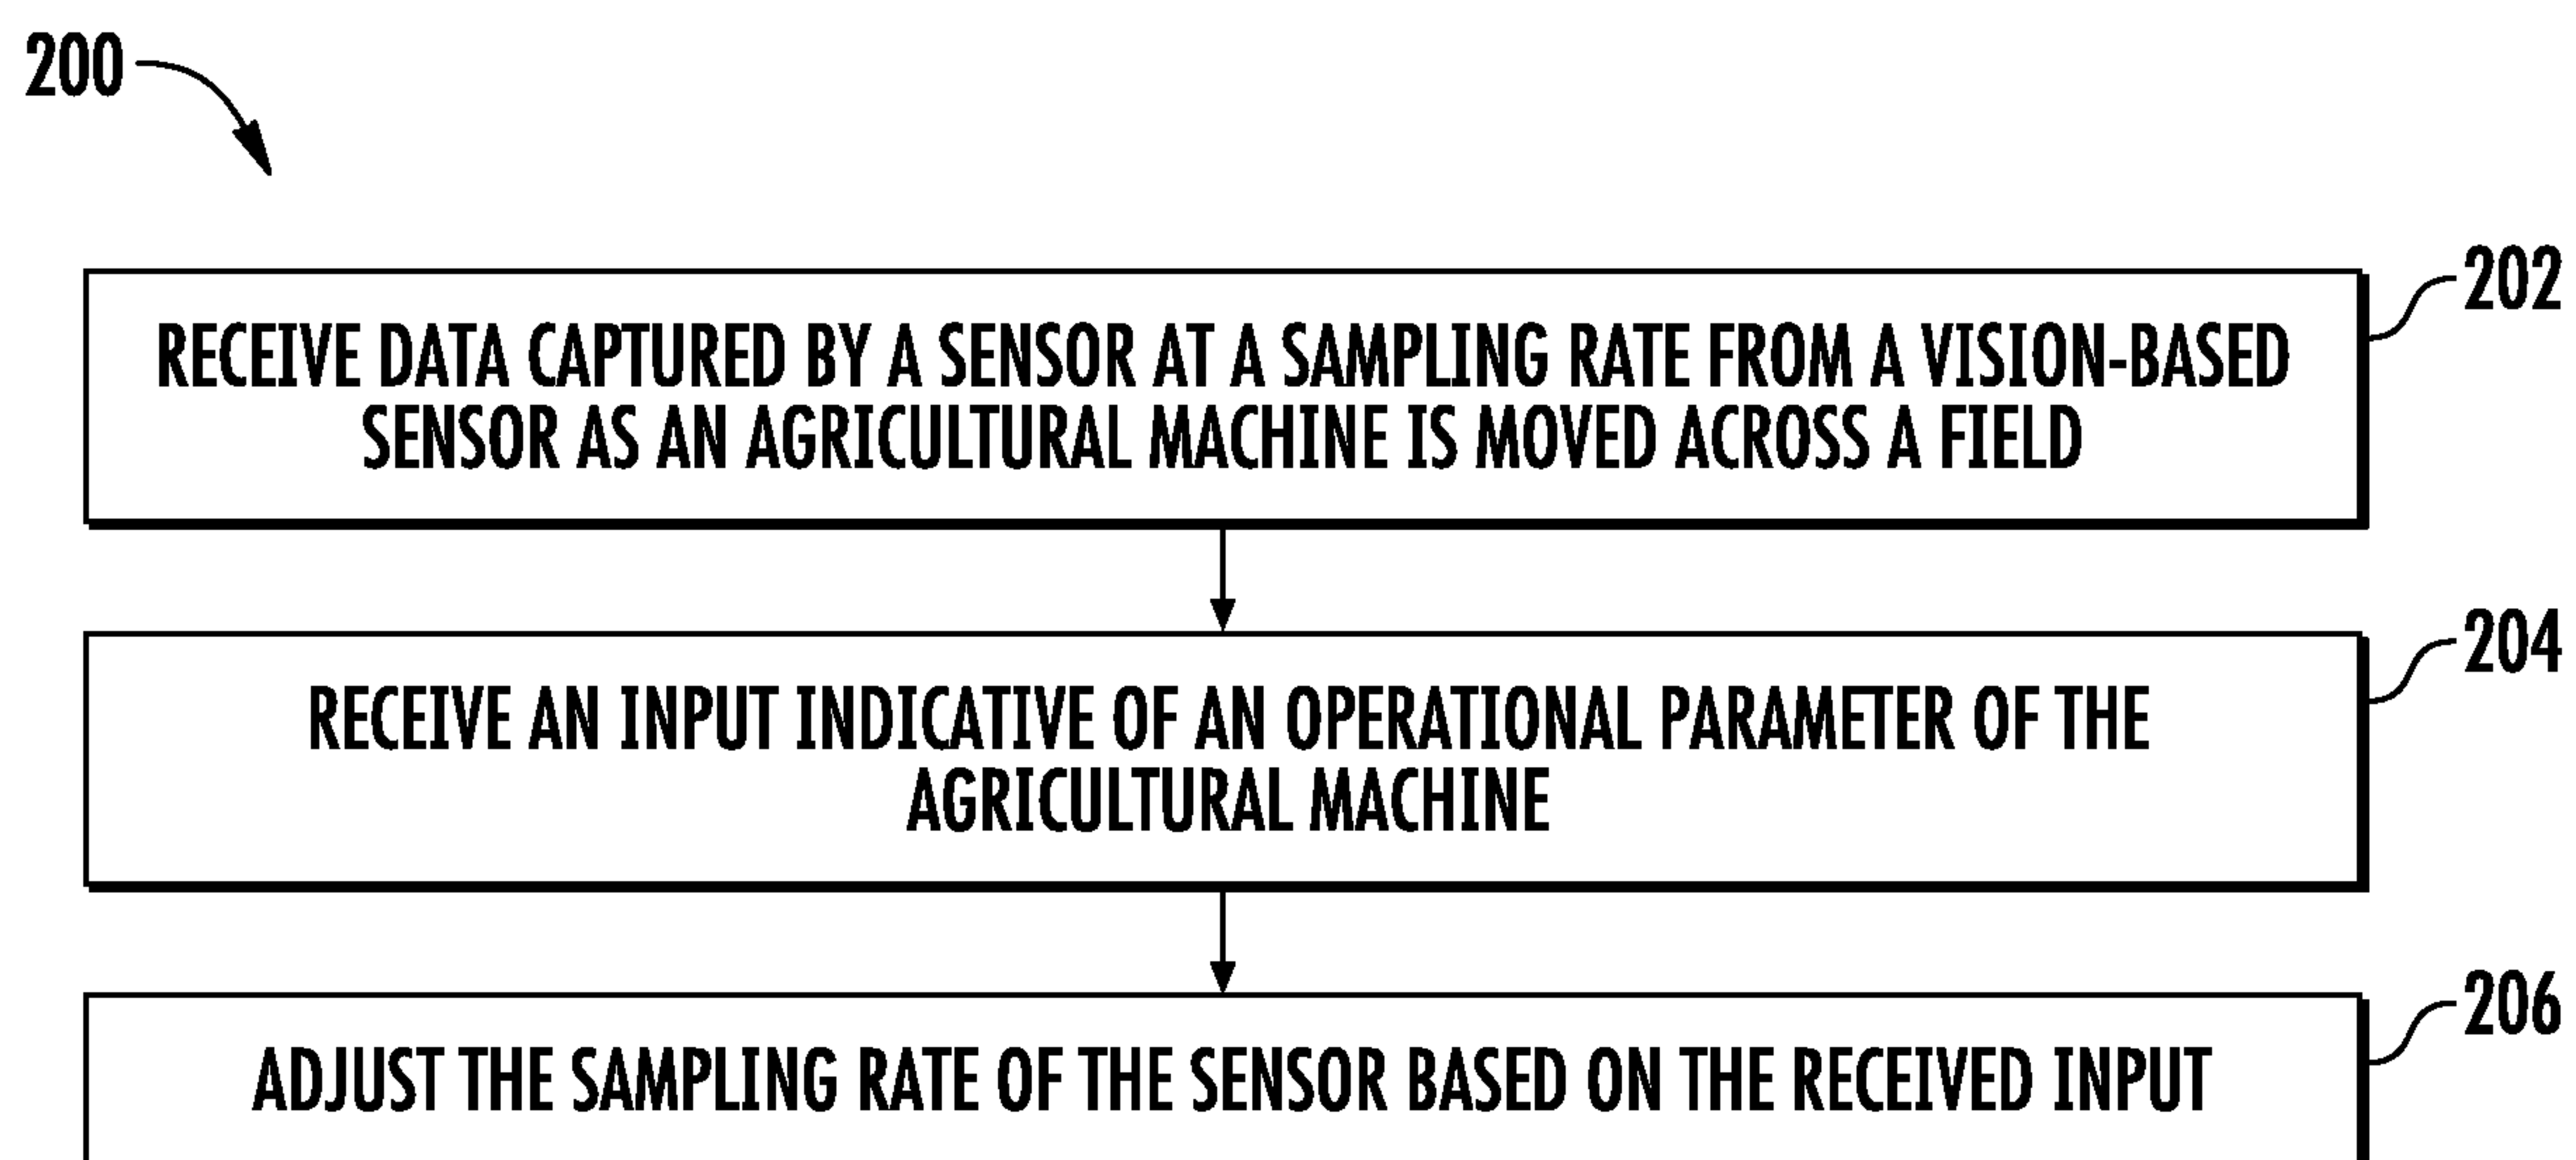 200
202
RECEIVE DATA CAPTURED BY A SENSOR AT A SAMPLING RATE FROM A VISION-BASED
SENSOR AS AN AGRICULTURAL MACHINE IS MOVED ACROSS A FIELD
204
RECEIVE AN INPUT INDICATIVE OF AN OPERATIONAL PARAMETER OF THE
AGRICULTURAL MACHINE
206
ADJUST THE SAMPLING RATE OF THE SENSOR BASED ON THE RECEIVED INPUT